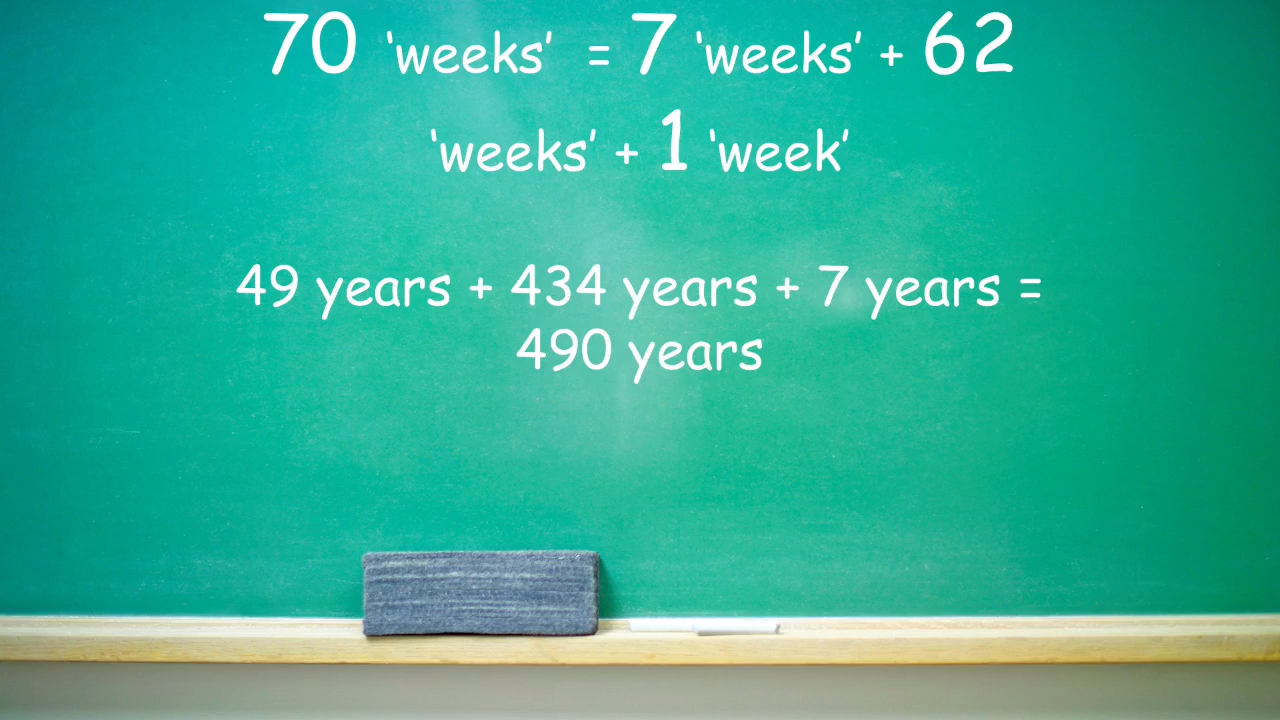 70 ‘weeks’ = 7 ‘weeks’ + 62
‘weeks’ + 1 ‘week’
49 years + 434 years + 7 years =
490 years